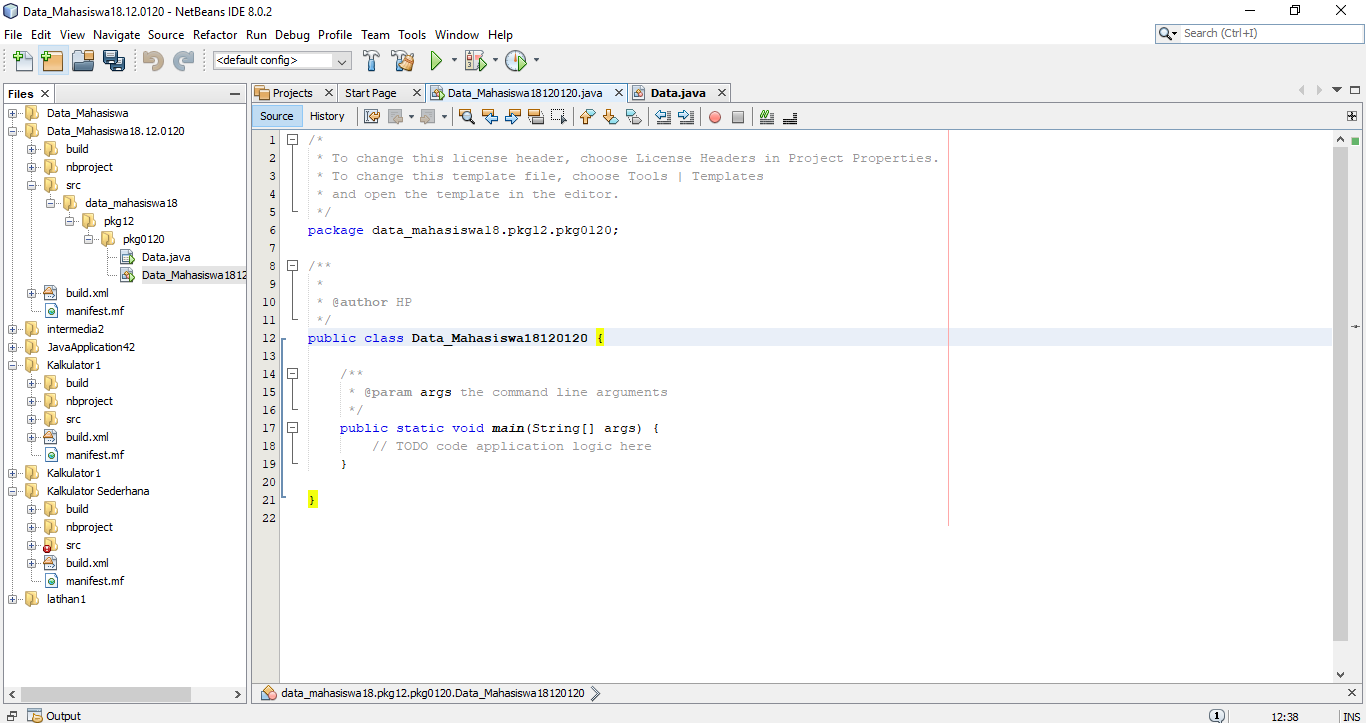 Data_Mahasiswa18.12.0120 - NetBeans IDE 8.0.2
File Edit View Navigate Source Refactor Run Debug Profile Team Tools Window Help
Search (Ctrl+I)
<default config>
Files
Projects Start Page Data_Mahasiswa18120120.java Data.java
Source History
Data_Mahasiswa
Data_Mahasiswa18.12.0120
build
nbproject
src
data_mahasiswa18
pkg12
pkg0120
Data.java
Data_Mahasiswa1812
build.xml
manifest.mf
intermedia2
JavaApplication42
Kalkulator1
build
nbproject
src
build.xml
manifest.mf
Kalkulator1
Kalkulator Sederhana
build
nbproject
src
build.xml
manifest.mf
latihan1
1 /*
2 * To change this license header, choose License Headers in Project Properties.
3 * To change this template file, choose Tools | Templates
4 * and open the template in the editor.
5 */
6 package data_mahasiswa18.pkg12.pkg0120;
7
8 /**
9 *
10 * @author HP
11 */
12 public class Data_Mahasiswa18120120 {
13
14 /**
15 * @param args the command line arguments
16 */
17 public static void main(String[] args) {
18 // TODO code application logic here
19 }
20
21 }
22
data_mahasiswa18.pkg12.pkg0120.Data_Mahasiswa18120120
Output
1
12:38
INS